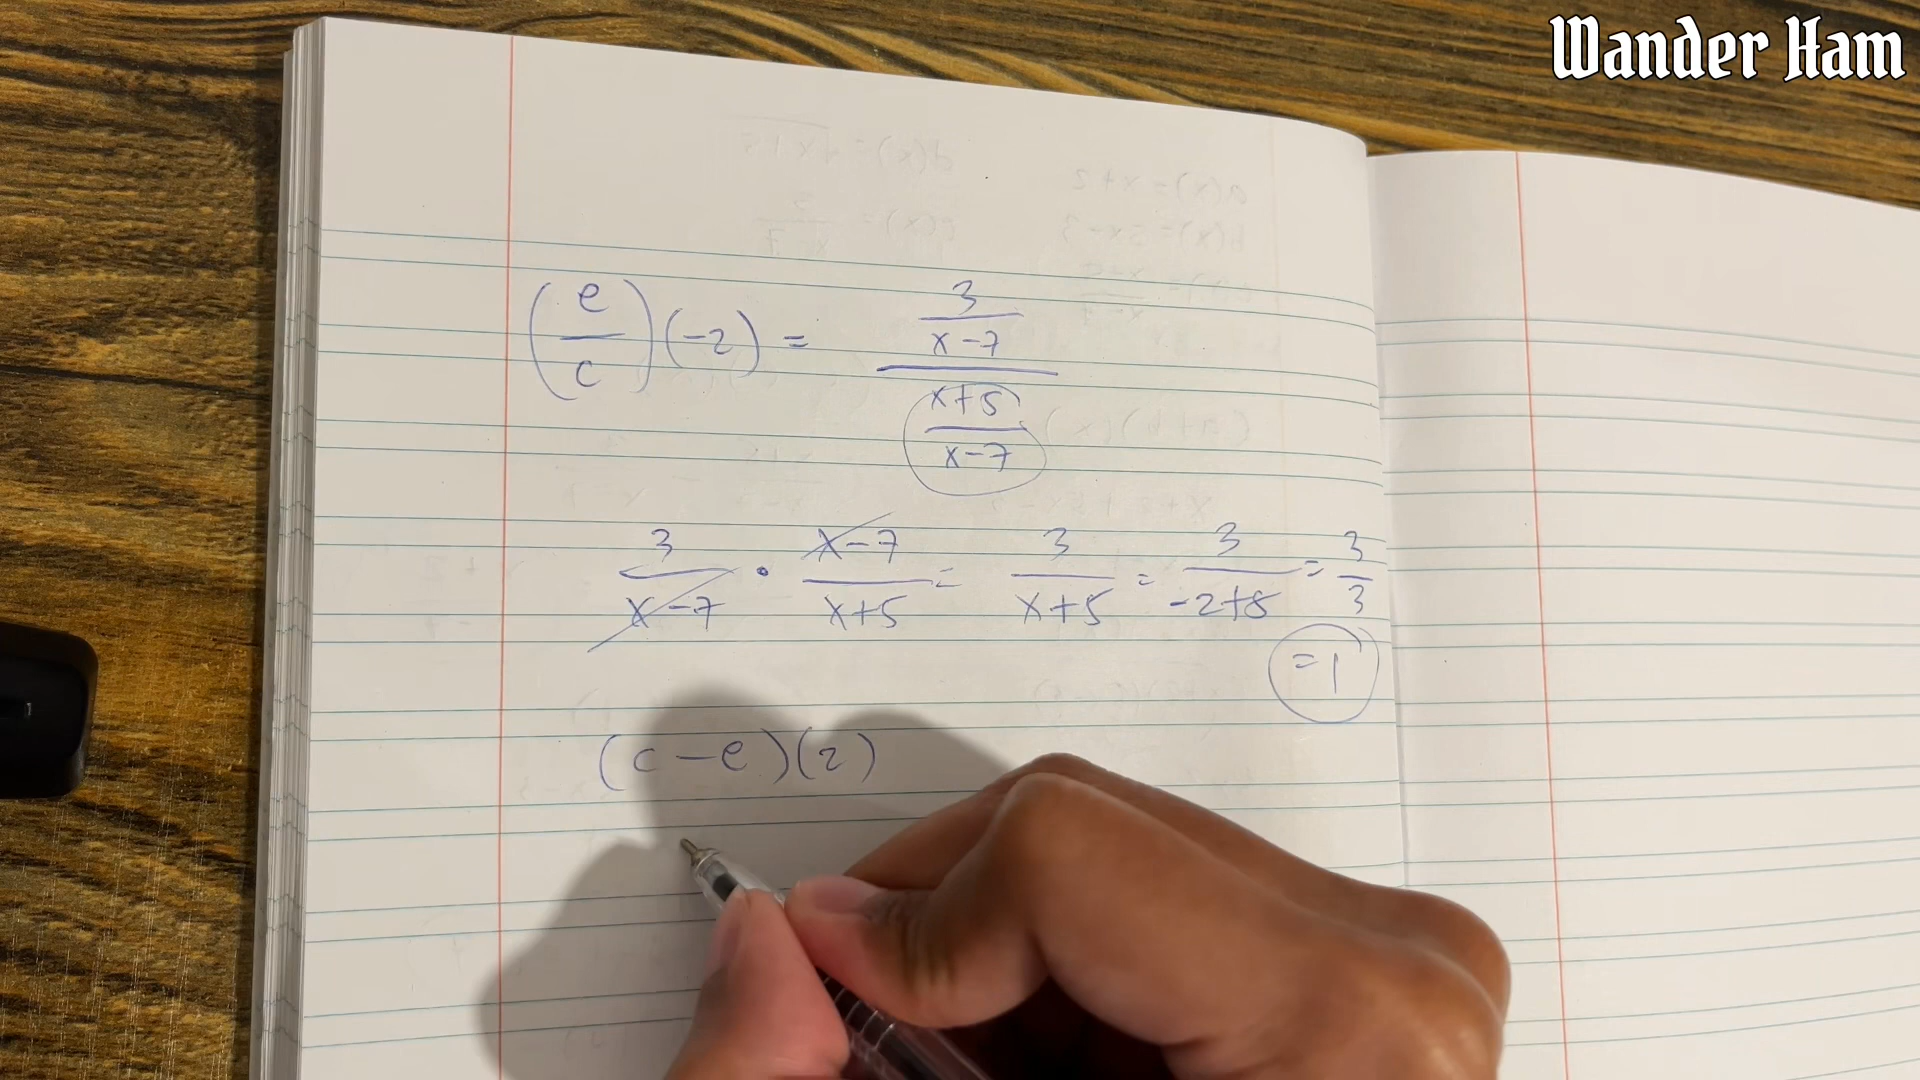 Wander Ham
(e/c)(-2) = (3/(x-7))/((x+5)/(x-7))
3/(x-7) · (x-7)/(x+5) = 3/(x+5) = 3/(-2+5) = 3/3
=1
(c-e)(2)